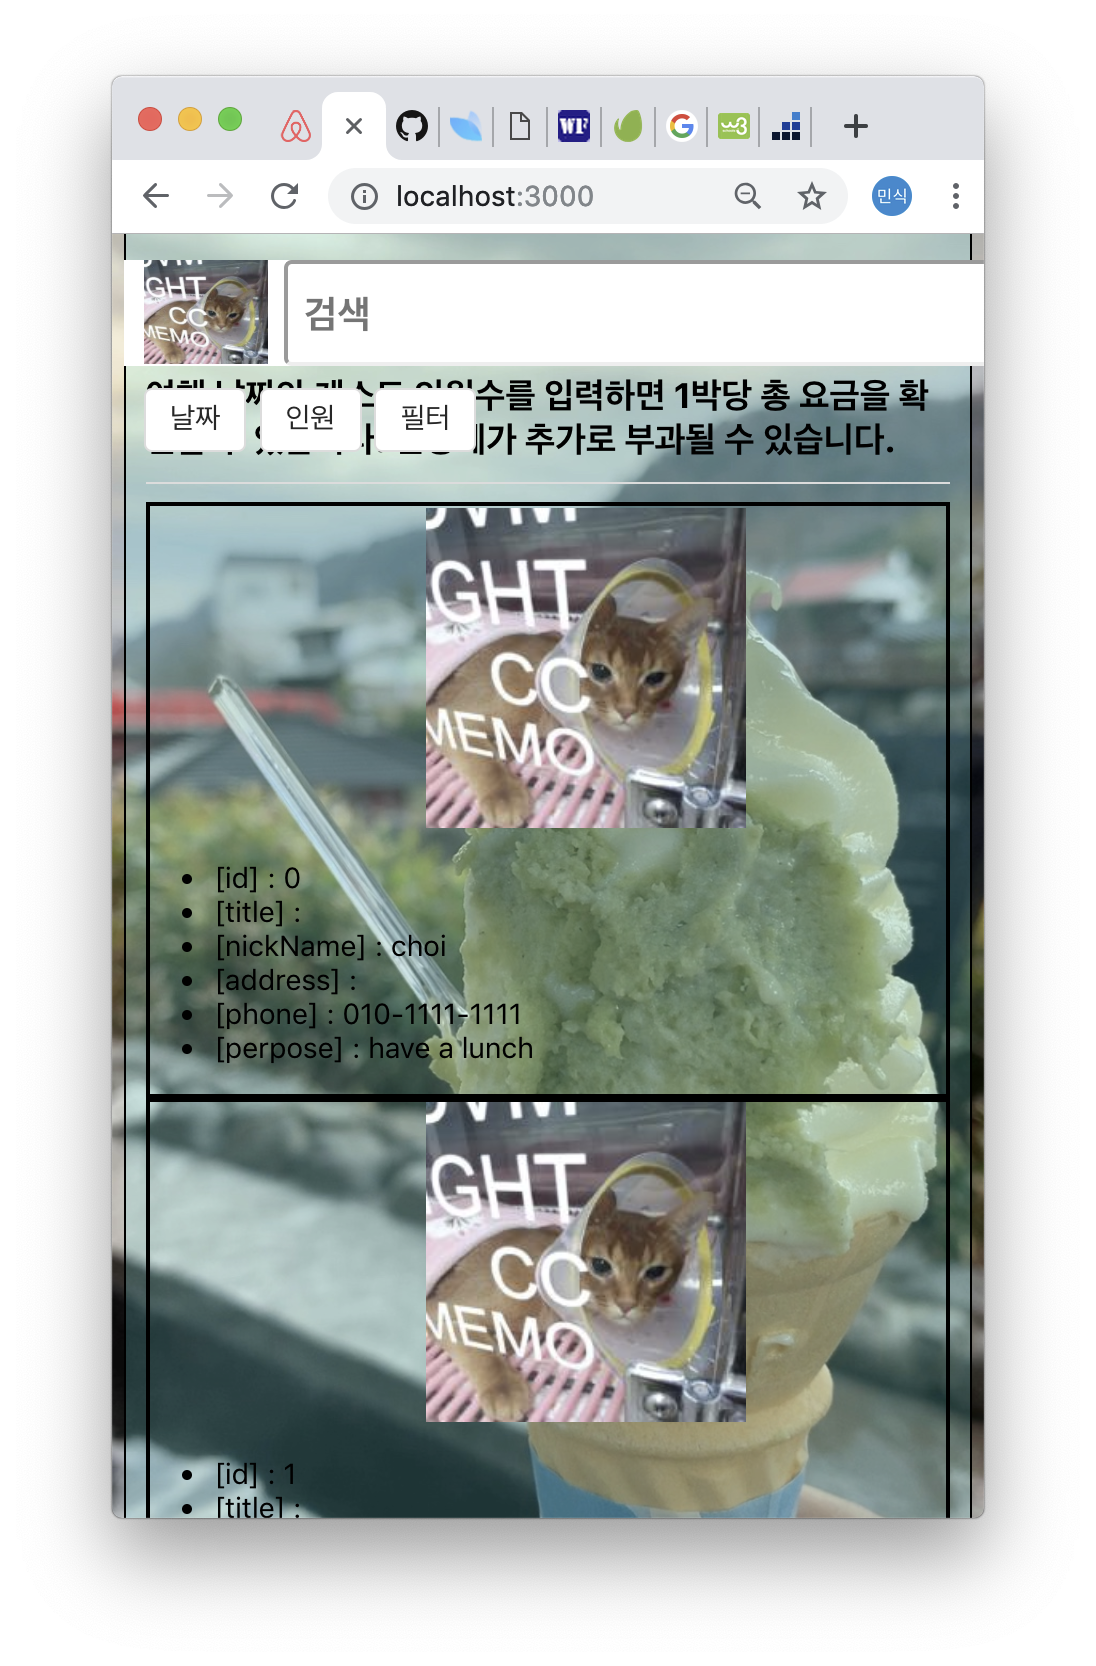 localhost:3000
민식
GHT
CC
MEMO
검색
수를 입력하면 1박당 총 요금을 확
날짜
인원
필터
가 추가로 부과될 수 있습니다.
GHT
CC
MEMO
[id] : 0
[title] :
[nickName] : choi
[address] :
[phone] : 010-1111-1111
[perpose] : have a lunch
GHT
CC
MEMO
[id] : 1
[title] :